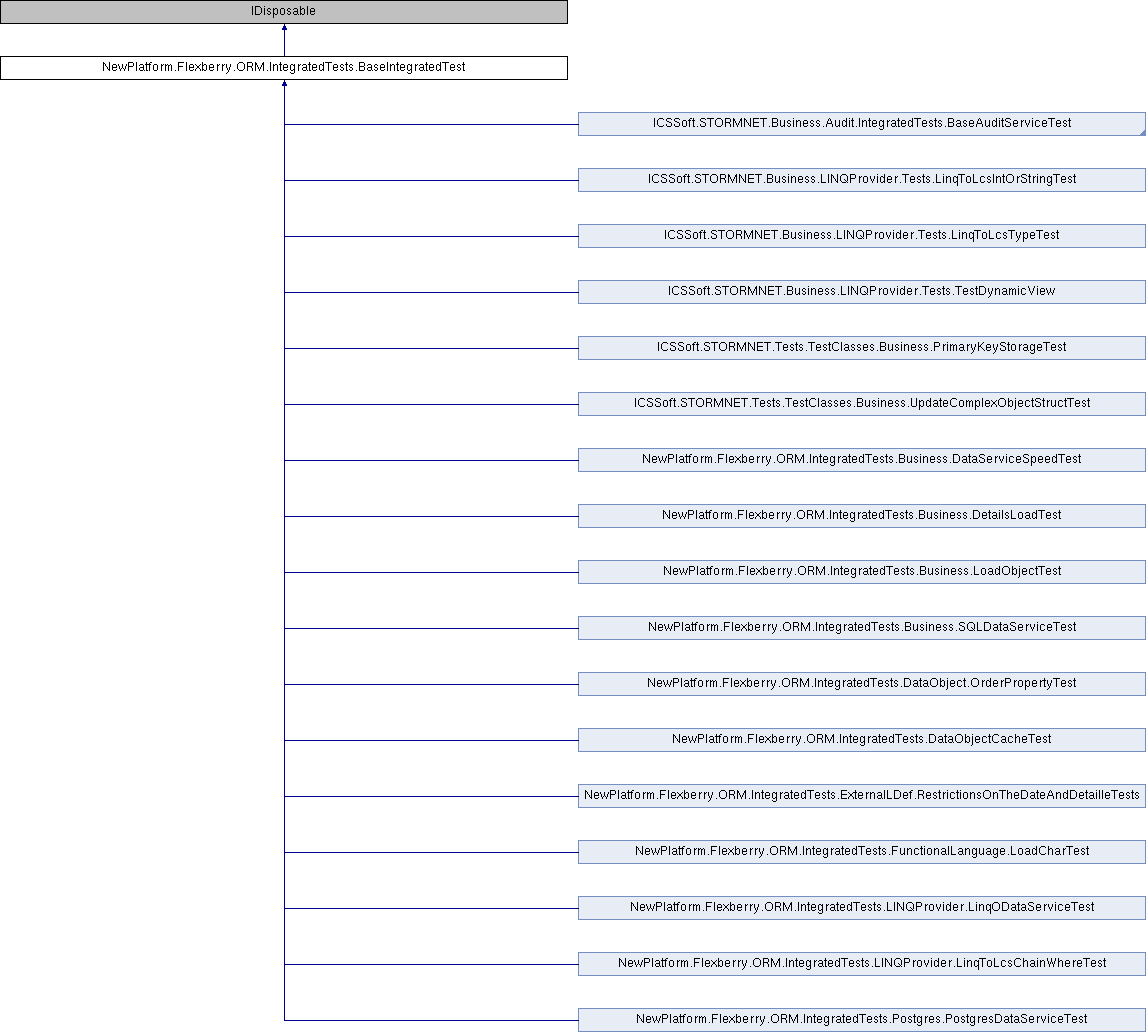 IDisposable
NewPlatform.Flexberry.ORM.IntegratedTests.BaseIntegratedTest
ICSSoft.STORMNET.Business.Audit.IntegratedTests.BaseAuditServiceTest
ICSSoft.STORMNET.Business.LINQProvider.Tests.LinqToLcsIntOrStringTest
ICSSoft.STORMNET.Business.LINQProvider.Tests.LinqToLcsTypeTest
ICSSoft.STORMNET.Business.LINQProvider.Tests.TestDynamicView
ICSSoft.STORMNET.Tests.TestClasses.Business.PrimaryKeyStorageTest
ICSSoft.STORMNET.Tests.TestClasses.Business.UpdateComplexObjectStructTest
NewPlatform.Flexberry.ORM.IntegratedTests.Business.DataServiceSpeedTest
NewPlatform.Flexberry.ORM.IntegratedTests.Business.DetailsLoadTest
NewPlatform.Flexberry.ORM.IntegratedTests.Business.LoadObjectTest
NewPlatform.Flexberry.ORM.IntegratedTests.Business.SQLDataServiceTest
NewPlatform.Flexberry.ORM.IntegratedTests.DataObject.OrderPropertyTest
NewPlatform.Flexberry.ORM.IntegratedTests.DataObjectCacheTest
NewPlatform.Flexberry.ORM.IntegratedTests.ExternalLDef.RestrictionsOnTheDateAndDetailleTests
NewPlatform.Flexberry.ORM.IntegratedTests.FunctionalLanguage.LoadCharTest
NewPlatform.Flexberry.ORM.IntegratedTests.LINQProvider.LinqODataServiceTest
NewPlatform.Flexberry.ORM.IntegratedTests.LINQProvider.LinqToLcsChainWhereTest
NewPlatform.Flexberry.ORM.IntegratedTests.Postgres.PostgresDataServiceTest